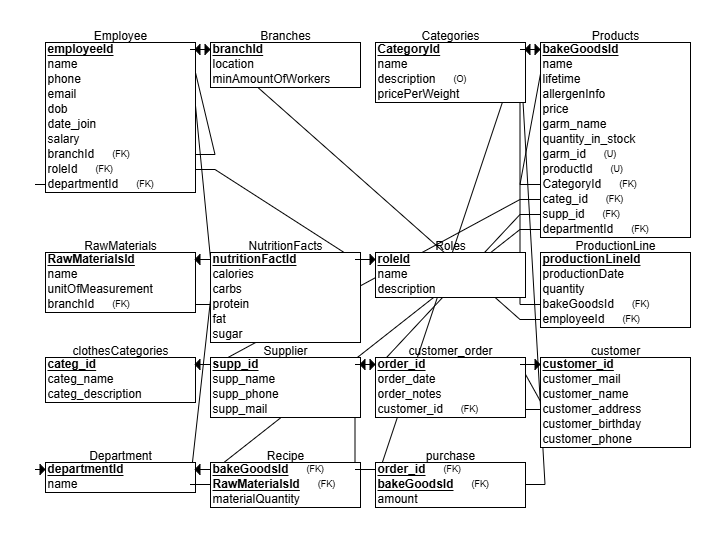 Employee
employeeId
name
phone
email
dob
date_join
salary
branchId (FK)
roleId (FK)
departmentId (FK)
Branches
branchId
location
minAmountOfWorkers
Categories
CategoryId
name
description (O)
pricePerWeight
Products
bakeGoodsId
name
lifetime
allergenInfo
price
garm_name
quantity_in_stock
garm_id (U)
productId (U)
CategoryId (FK)
categ_id (FK)
supp_id (FK)
departmentId (FK)
RawMaterials
RawMaterialsId
name
unitOfMeasurement
branchId (FK)
NutritionFacts
nutritionFactId
calories
carbs
protein
fat
sugar
Roles
roleId
name
description
ProductionLine
productionLineId
productionDate
quantity
bakeGoodsId (FK)
employeeId (FK)
clothesCategories
categ_id
categ_name
categ_description
Supplier
supp_id
supp_name
supp_phone
supp_mail
customer_order
order_id
order_date
order_notes
customer_id (FK)
customer
customer_id
customer_mail
customer_name
customer_address
customer_birthday
customer_phone
Department
departmentId
name
Recipe
bakeGoodsId (FK)
RawMaterialsId (FK)
materialQuantity
purchase
order_id (FK)
bakeGoodsId (FK)
amount